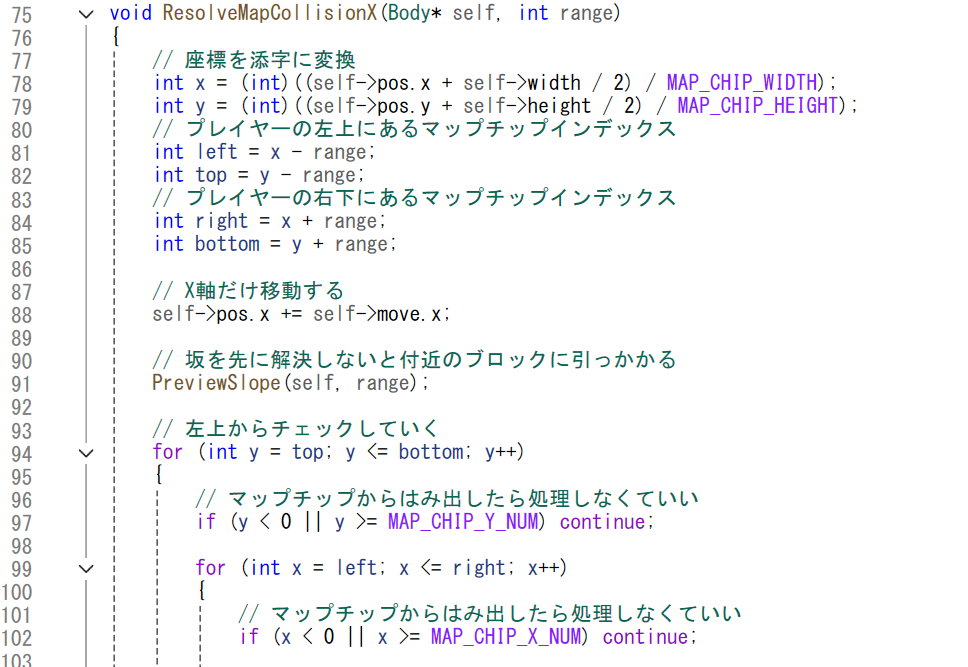 75 void ResolveMapCollisionX(Body* self, int range)
76 {
77 // 座標を添字に変換
78 int x = (int)((self->pos.x + self->width / 2) / MAP_CHIP_WIDTH);
79 int y = (int)((self->pos.y + self->height / 2) / MAP_CHIP_HEIGHT);
80 // プレイヤーの左上にあるマップチップインデックス
81 int left = x - range;
82 int top = y - range;
83 // プレイヤーの右下にあるマップチップインデックス
84 int right = x + range;
85 int bottom = y + range;
86
87 // X軸だけ移動する
88 self->pos.x += self->move.x;
89
90 // 坂を先に解決しないと付近のブロックに引っかかる
91 PreviewSlope(self, range);
92
93 // 左上からチェックしていく
94 for (int y = top; y <= bottom; y++)
95 {
96 // マップチップからはみ出したら処理しなくていい
97 if (y < 0 || y >= MAP_CHIP_Y_NUM) continue;
98
99 for (int x = left; x <= right; x++)
100 {
101 // マップチップからはみ出したら処理しなくていい
102 if (x < 0 || x >= MAP_CHIP_X_NUM) continue;
103